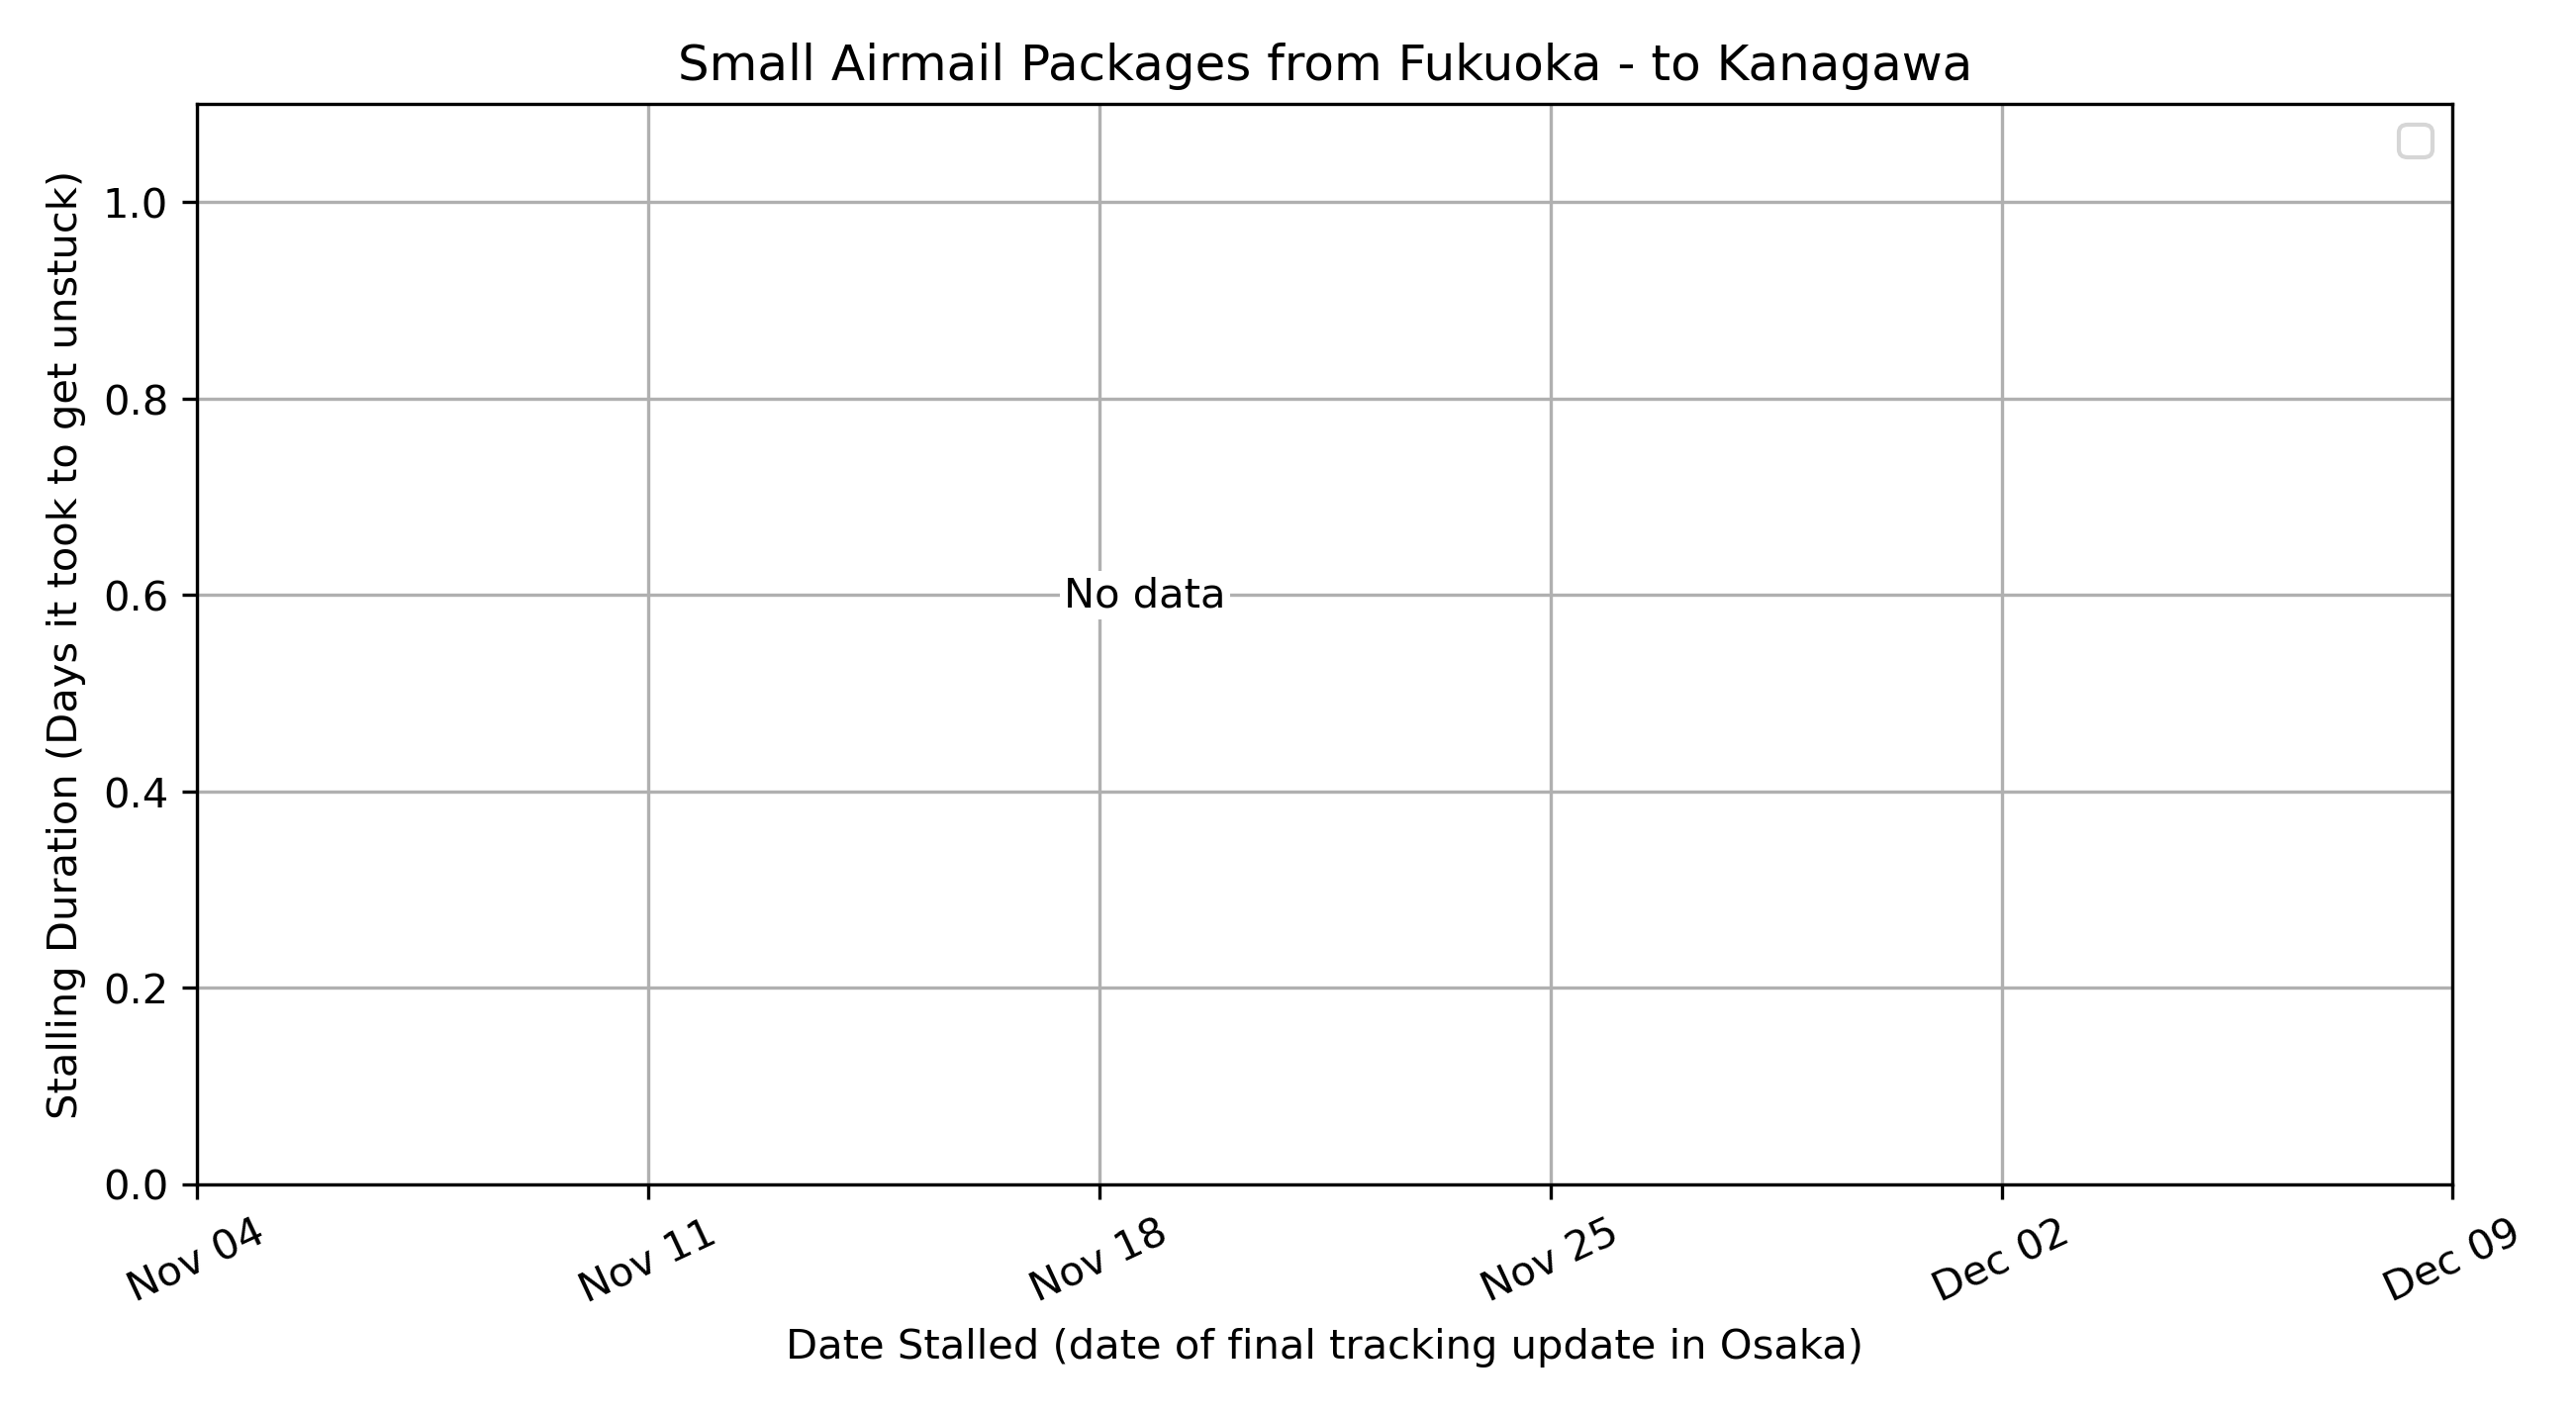 Small Airmail Packages from Fukuoka - to Kanagawa
Stalling Duration (Days it took to get unstuck)
1.0
0.8
0.6
0.4
0.2
0.0
No data
Nov 04
Nov 11
Nov 18
Nov 25
Dec 02
Dec 09
Date Stalled (date of final tracking update in Osaka)